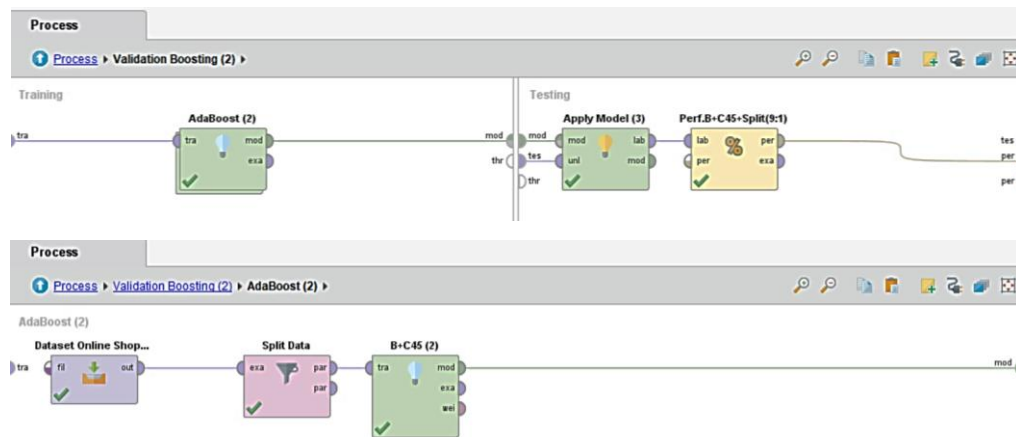 Process
Process ▸ Validation Boosting (2) ▸
Training
Testing
AdaBoost (2)
Apply Model (3)
Perf.B+C45+Split(9:1)
tra
tra
mod
exa
mod
thr
mod
tes
thr
mod
unl
lab
mod
lab
per
per
exa
tes
per
per
Process
Process ▸ Validation Boosting (2) ▸ AdaBoost (2) ▸
AdaBoost (2)
Dataset Online Shop...
Split Data
B+C45 (2)
tra
fil
out
exa
par
par
tra
mod
exa
wei
mod